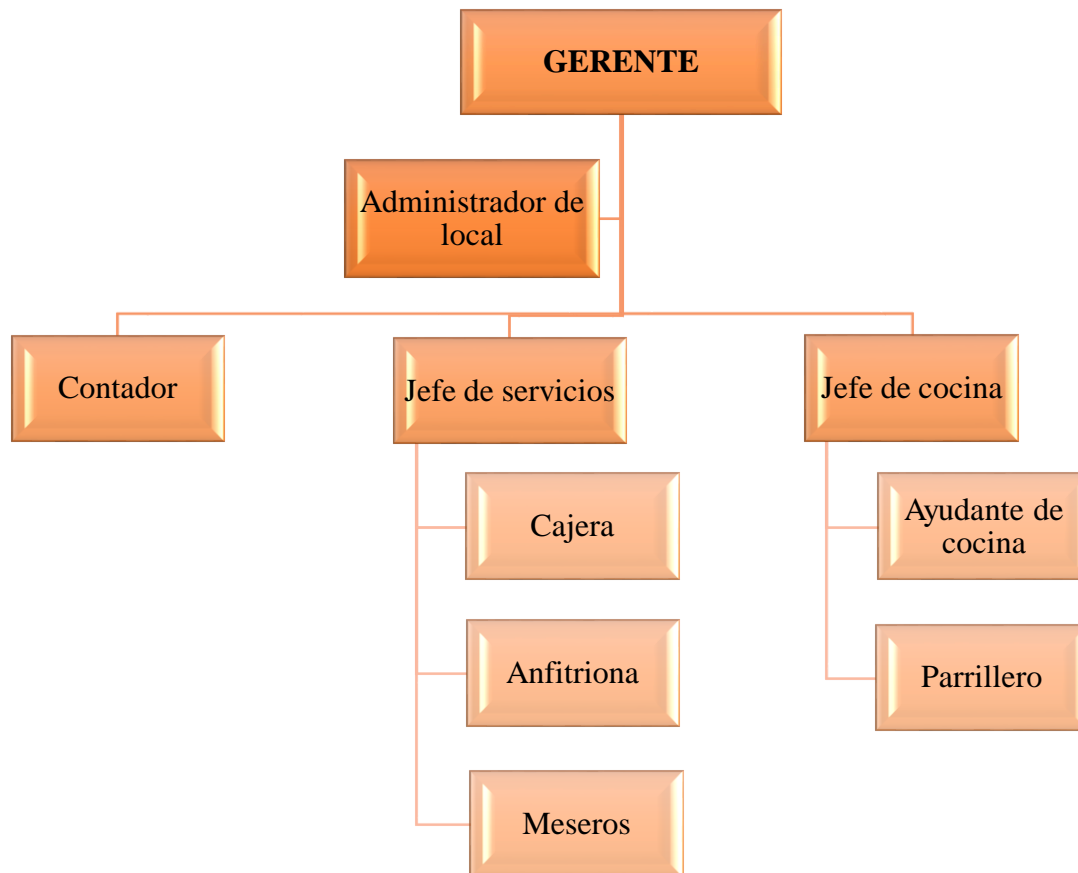 GERENTE
Administrador de
local
Contador
Jefe de servicios
Jefe de cocina
Cajera
Ayudante de
cocina
Anfitriona
Parrillero
Meseros